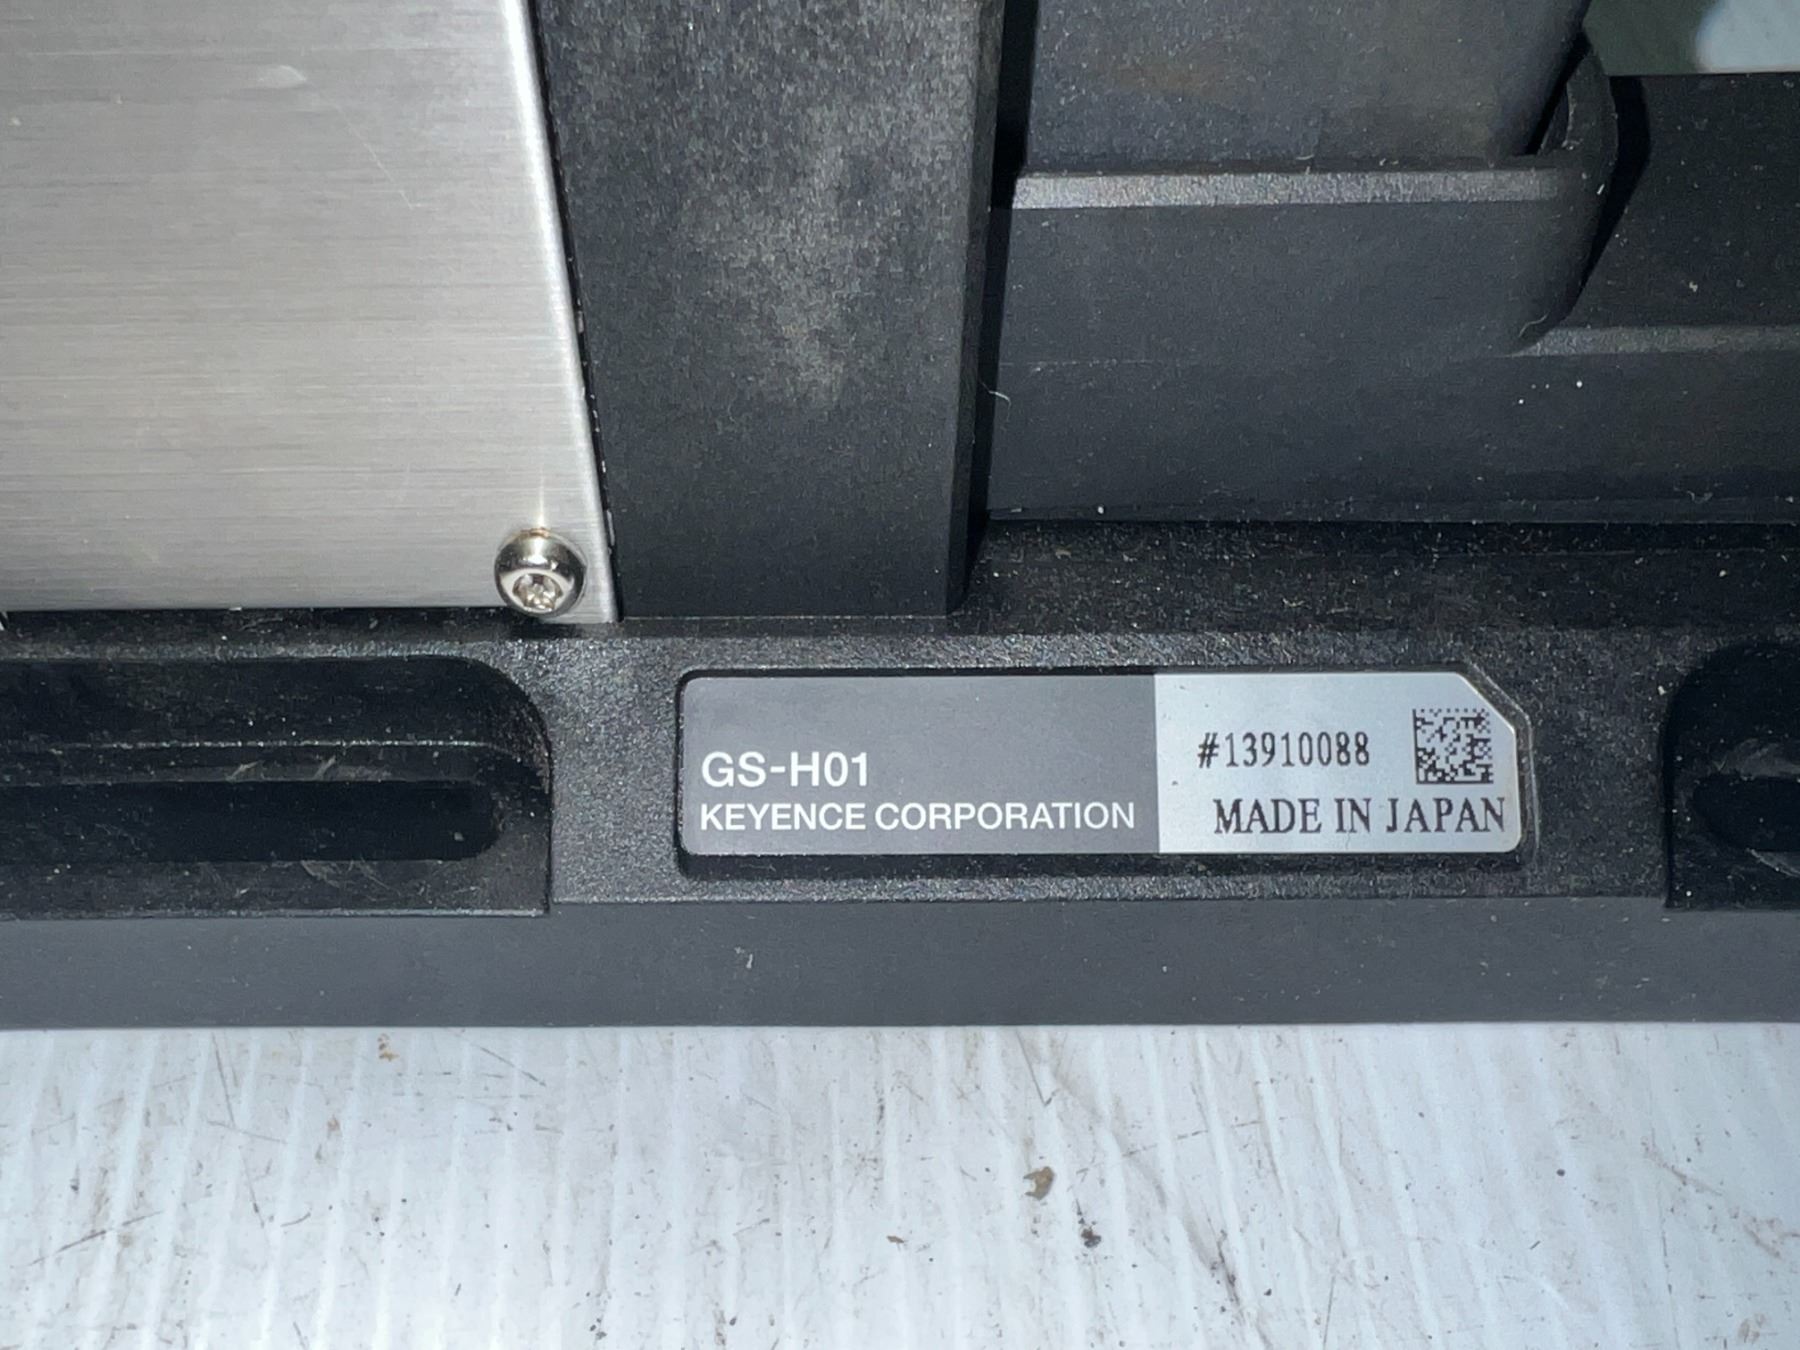 GS-H01
KEYENCE CORPORATION
#13910088
MADE IN JAPAN